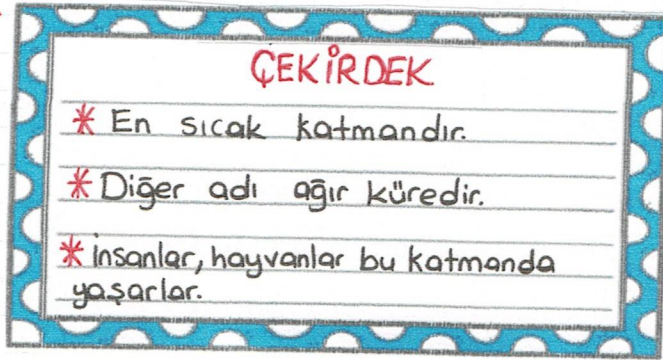 ÇEKİRDEK
* En sıcak katmandır.
* Diğer adı ağır küredir.
* İnsanlar, hayvanlar bu katmanda
yaşarlar.